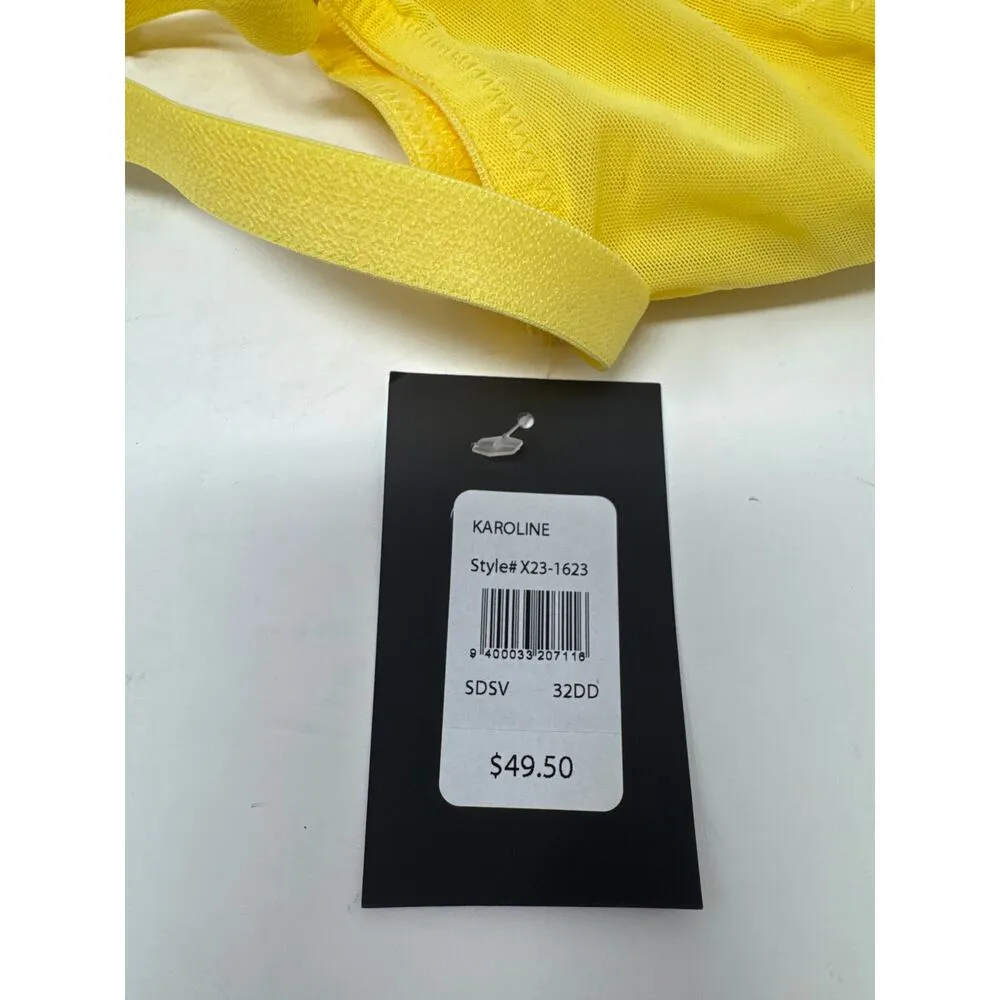 KAROLINE
Style# X23-1623
9 400033 207116
SDSV 32DD
$49.50